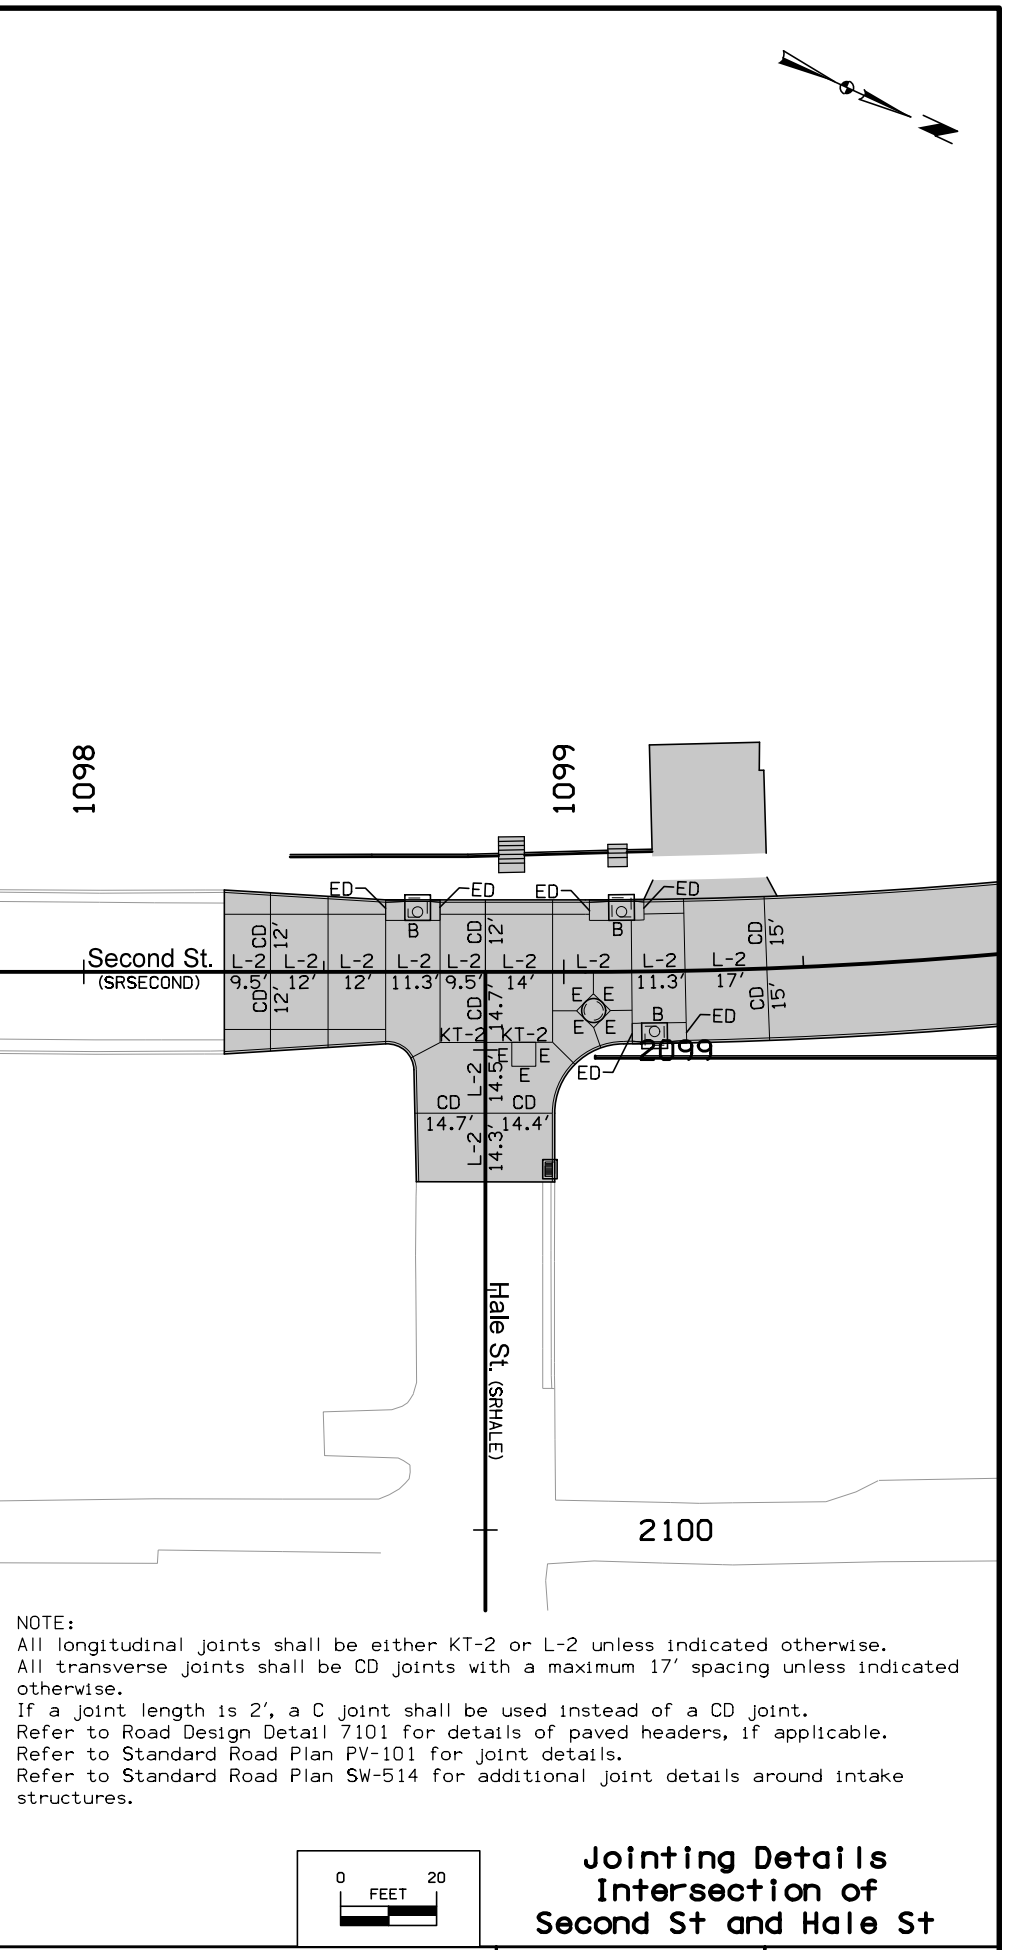 N
1098
1099
ED
ED
ED
ED
B
B
CD
12'
CD
12'
CD
15'
Second St.
(SRSECOND)
L-2
L-2
L-2
L-2
L-2
L-2
L-2
L-2
L-2
9.5'
12'
12'
11.3'
9.5'
14'
11.3'
17'
CD
12'
CD
14.7'
CD
15'
E
E
E
E
B
ED
KT-2
KT-2
2099
ED
L-2
14.5'
E
E
E
CD
CD
14.7'
14.4'
L-2
14.3'
Hale St. (SRHALE)
2100
NOTE:
All longitudinal joints shall be either KT-2 or L-2 unless indicated otherwise.
All transverse joints shall be CD joints with a maximum 17' spacing unless indicated
otherwise.
If a joint length is 2', a C joint shall be used instead of a CD joint.
Refer to Road Design Detail 7101 for details of paved headers, if applicable.
Refer to Standard Road Plan PV-101 for joint details.
Refer to Standard Road Plan SW-514 for additional joint details around intake
structures.
0 20
FEET
Jointing Details
Intersection of
Second St and Hale St